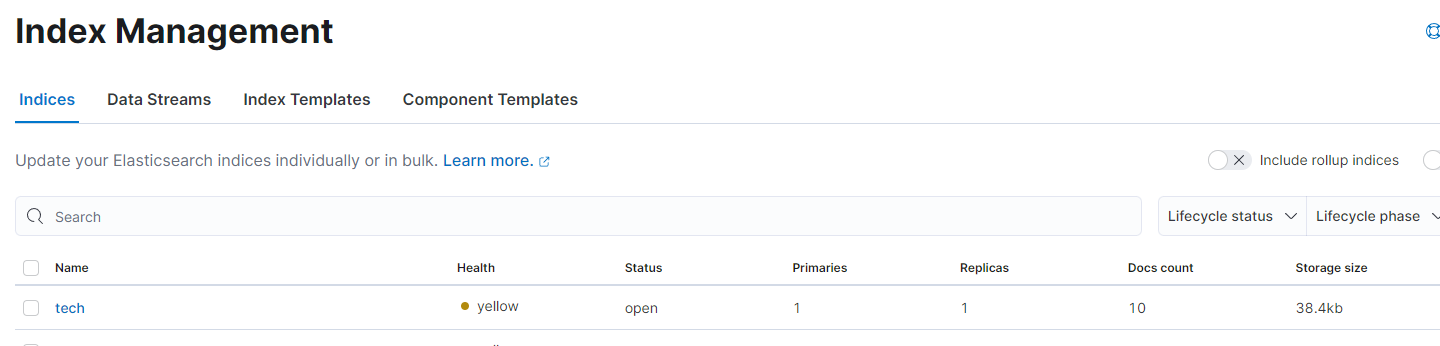 Index Management
Indices Data Streams Index Templates Component Templates
Update your Elasticsearch indices individually or in bulk. Learn more. Include rollup indices
Search Lifecycle status Lifecycle phase
Name Health Status Primaries Replicas Docs count Storage size
tech yellow open 1 1 10 38.4kb